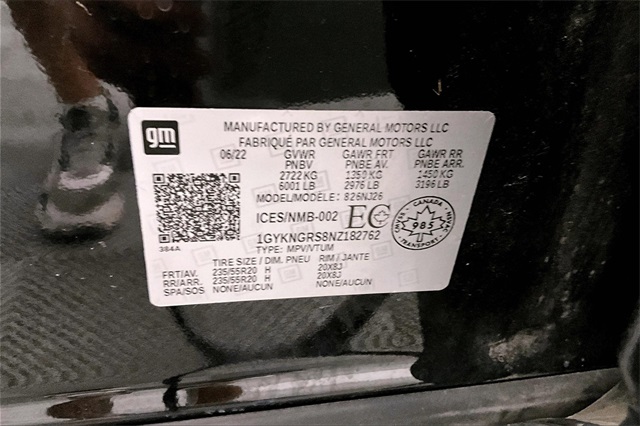 gm
MANUFACTURED BY GENERAL MOTORS LLC
FABRIQUÉ PAR GENERAL MOTORS LLC
06/22 GVWR GAWR FRT GAWR RR
PNBV PNBE AV. PNBE ARR.
2722 KG 1350 KG 1450 KG
6001 LB 2976 LB 3196 LB
MODEL/MODÈLE: 826NJ26
ICES/NMB-002 EC
CANADA
985
TRANSPORT
1GYKNGRS8NZ182762
384A
TYPE: MPV/VTUM
TIRE SIZE / DIM. PNEU RIM / JANTE
FRT/AV. 235/55R20 H 20X8J
RR/ARR. 235/55R20 H 20X8J
SPA/SOS. NONE/AUCUN NONE/AUCUN